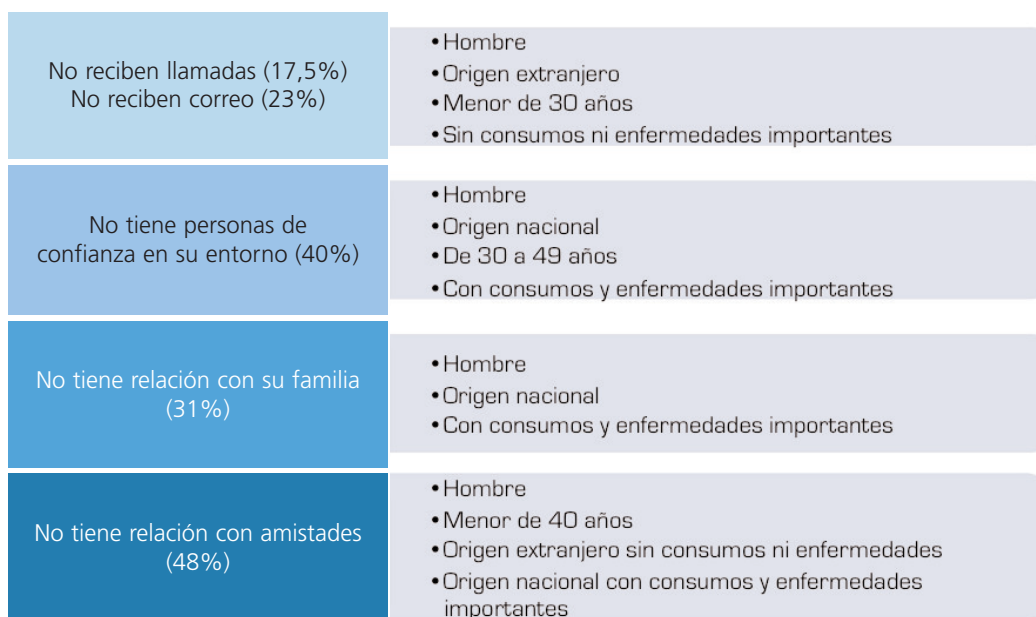 No reciben llamadas (17,5%)
No reciben correo (23%)
•Hombre
•Origen extranjero
•Menor de 30 años
•Sin consumos ni enfermedades importantes
No tiene personas de
confianza en su entorno (40%)
•Hombre
•Origen nacional
•De 30 a 49 años
•Con consumos y enfermedades importantes
No tiene relación con su familia
(31%)
•Hombre
•Origen nacional
•Con consumos y enfermedades importantes
No tiene relación con amistades
(48%)
•Hombre
•Menor de 40 años
•Origen extranjero sin consumos ni enfermedades
•Origen nacional con consumos y enfermedades
importantes